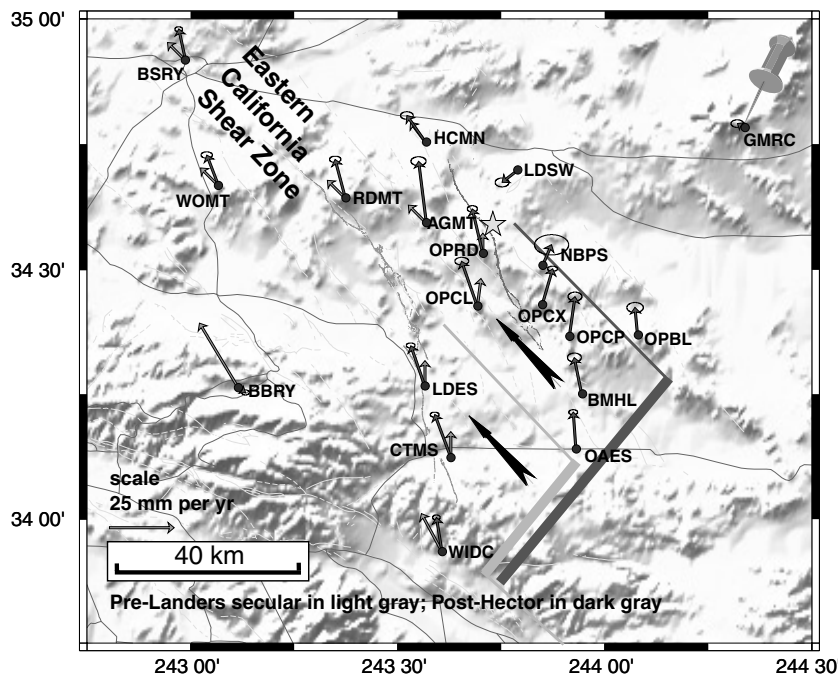 35 00'
BSRY
Eastern
California
Shear Zone
HCMN
GMRC
LDSW
WOMT
RDMT
AGMT
OPRD
NBPS
34 30'
OPCL
OPCX
OPCP
OPBL
BBRY
LDES
BMHL
CTMS
OAES
scale
25 mm per yr
34 00'
40 km
WIDC
Pre-Landers secular in light gray; Post-Hector in dark gray
243 00'
243 30'
244 00'
244 30